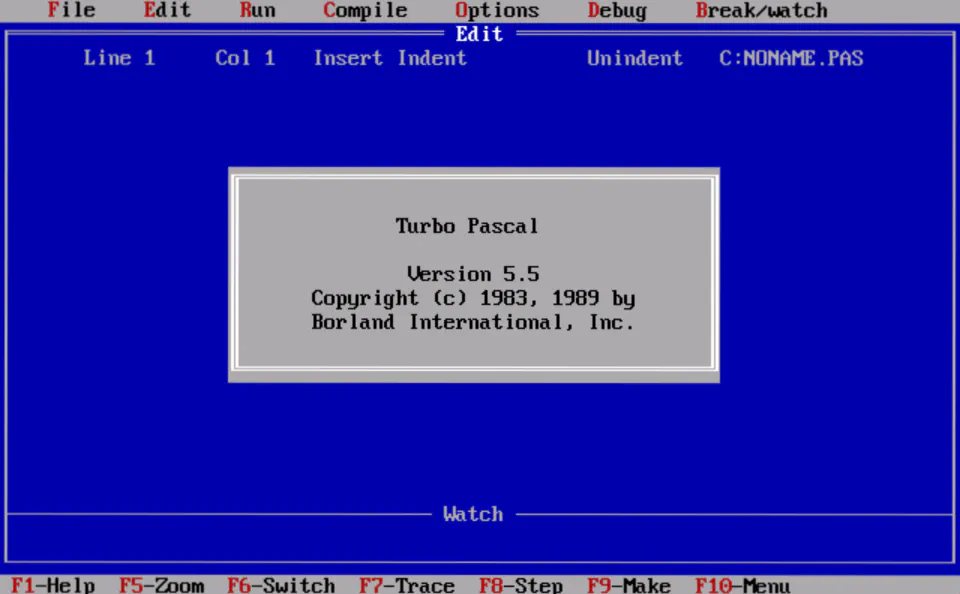 File Edit Run Compile Options Debug Break/watch
Edit
Line 1 Col 1 Insert Indent Unindent C:NONAME.PAS
Turbo Pascal
Version 5.5
Copyright (c) 1983, 1989 by
Borland International, Inc.
Watch
F1-Help F5-Zoom F6-Switch F7-Trace F8-Step F9-Make F10-Menu